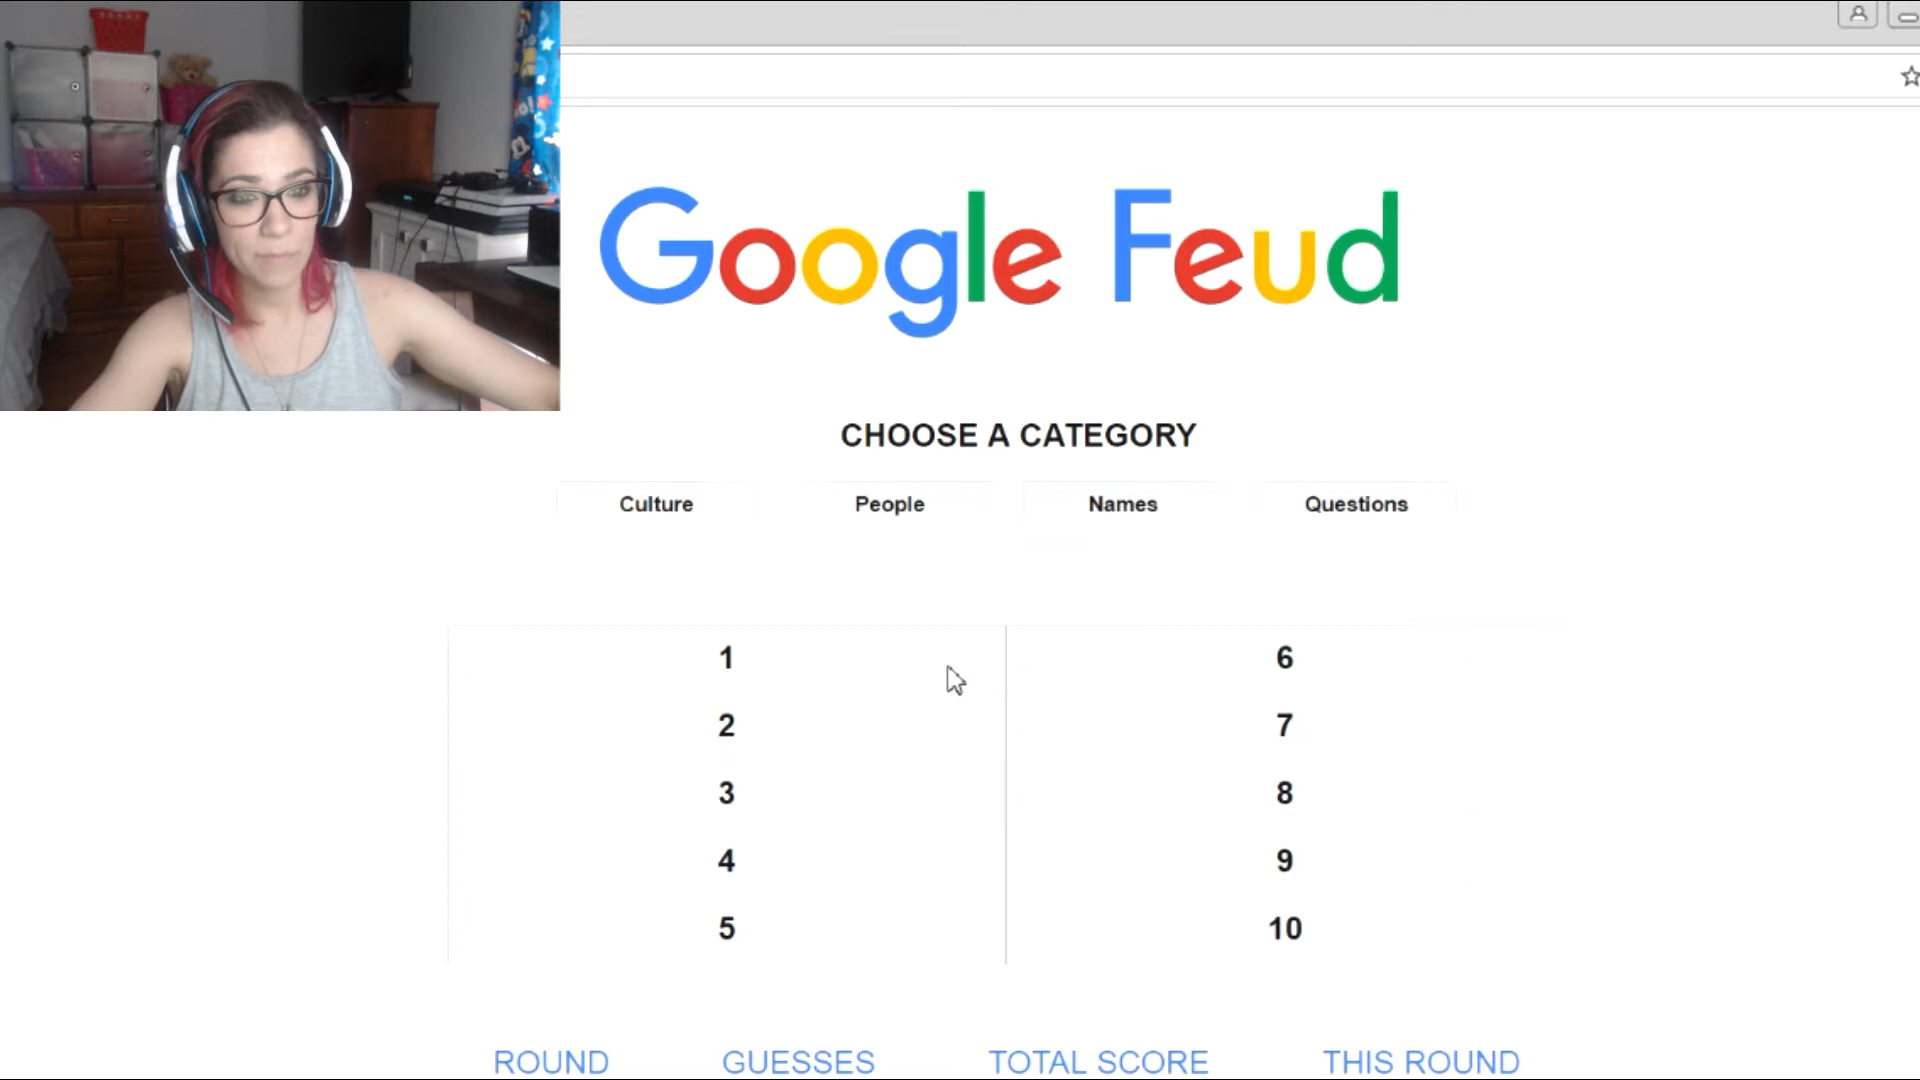 Google Feud
CHOOSE A CATEGORY
Culture People Names Questions
1 6
2 7
3 8
4 9
5 10
ROUND GUESSES TOTAL SCORE THIS ROUND